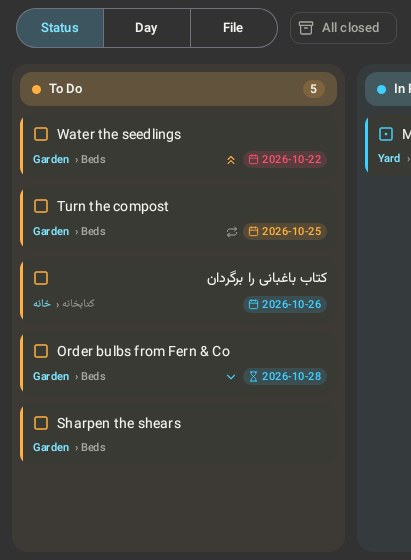 Status Day File All closed
To Do 5
Water the seedlings
Garden › Beds 2026-10-22
Turn the compost
Garden › Beds 2026-10-25
کتاب باغبانی را برگردان
خانه › کتابخانه 2026-10-26
Order bulbs from Fern & Co
Garden › Beds 2026-10-28
Sharpen the shears
Garden › Beds
In
Yard ›